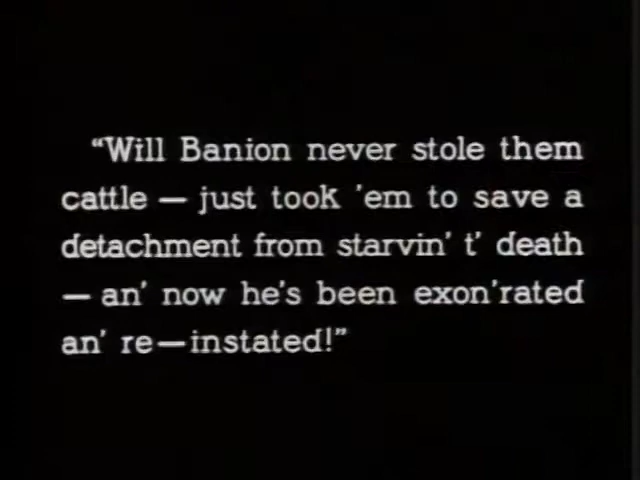 “Will Banion never stole them
cattle — just took 'em to save a
detachment from starvin' t' death
— an' now he's been exon'rated
an' re—instated!”